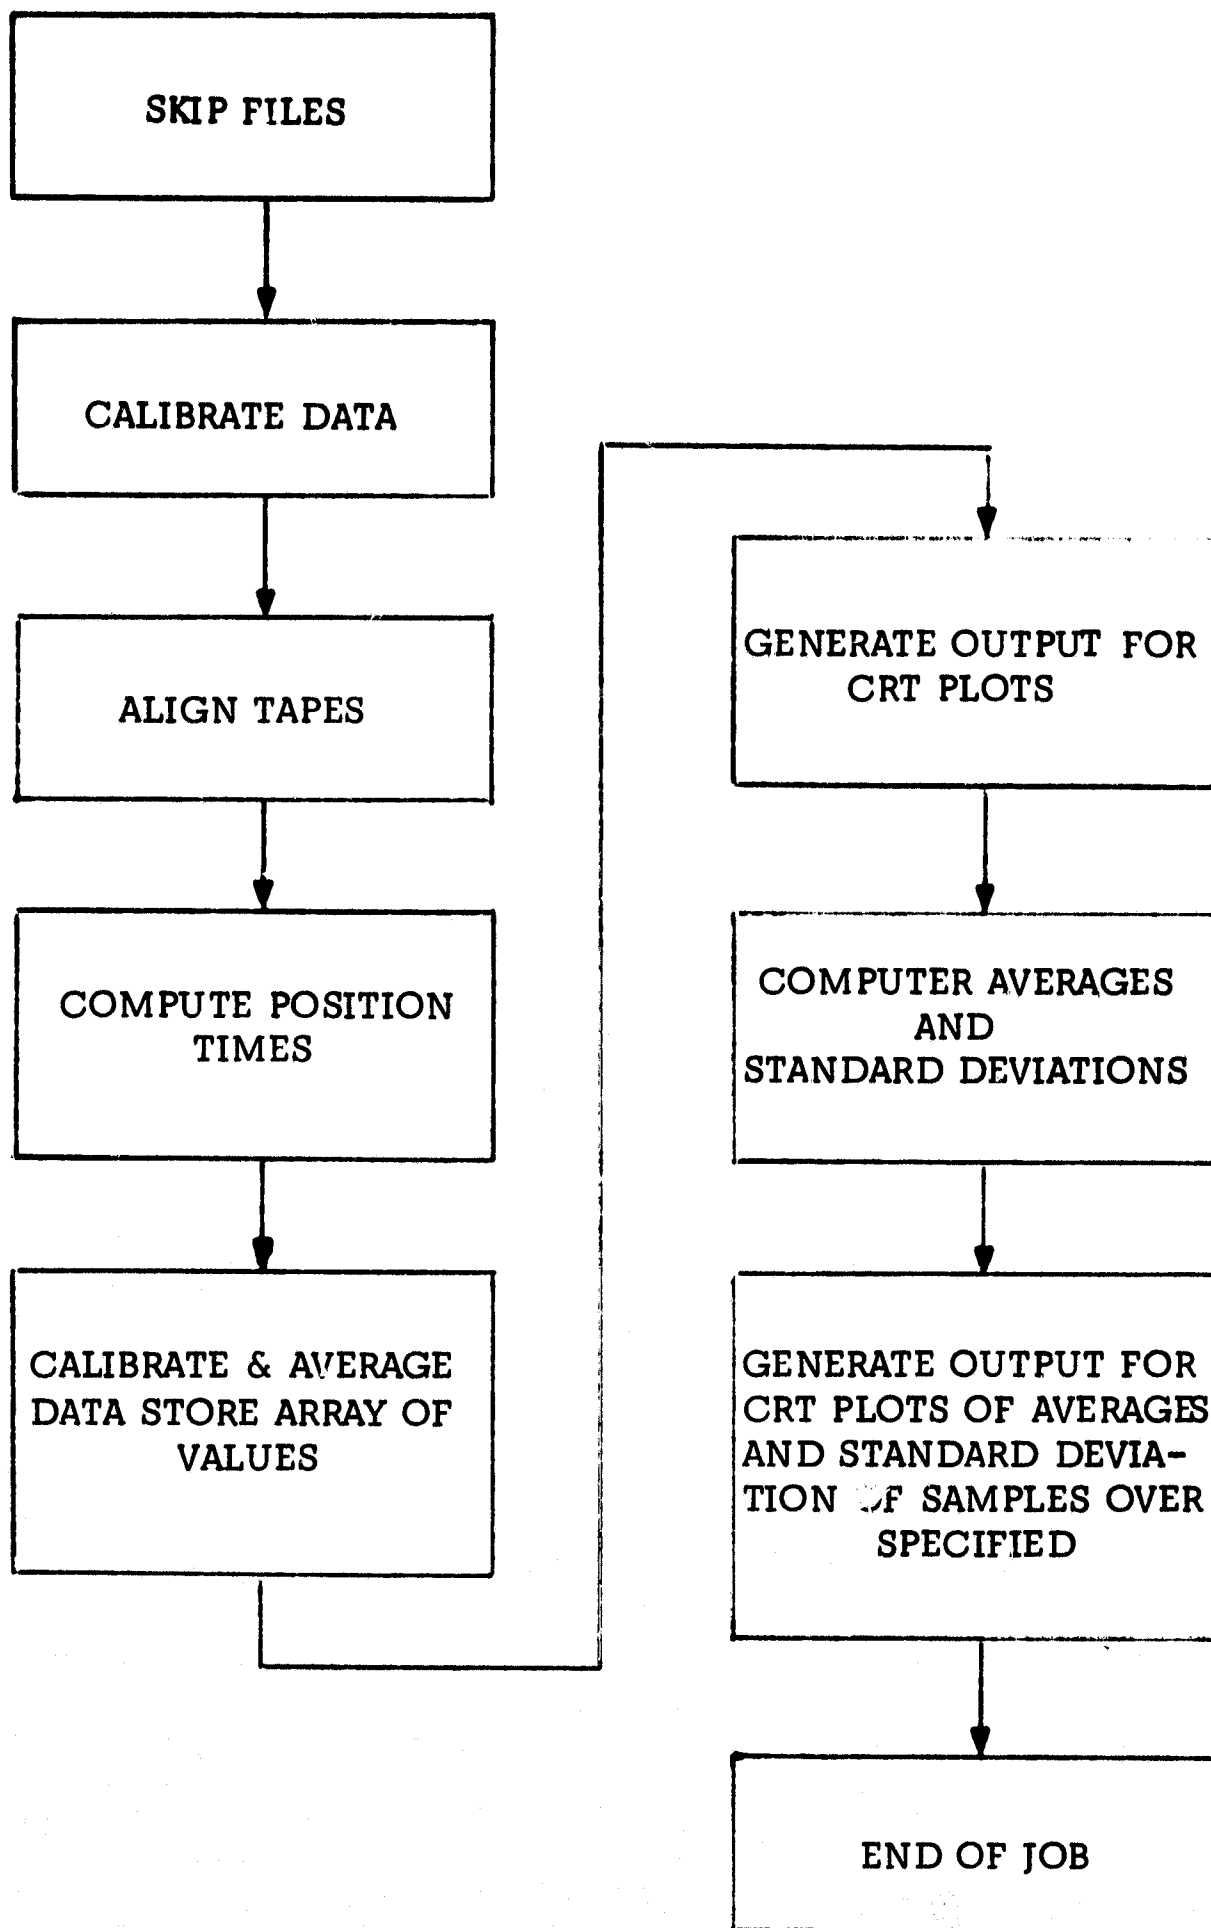 SKIP FILES
CALIBRATE DATA
ALIGN TAPES
COMPUTE POSITION
TIMES
CALIBRATE & AVERAGE
DATA STORE ARRAY OF
VALUES
GENERATE OUTPUT FOR
CRT PLOTS
COMPUTER AVERAGES
AND
STANDARD DEVIATIONS
GENERATE OUTPUT FOR
CRT PLOTS OF AVERAGES
AND STANDARD DEVIA-
TION OF SAMPLES OVER
SPECIFIED
END OF JOB